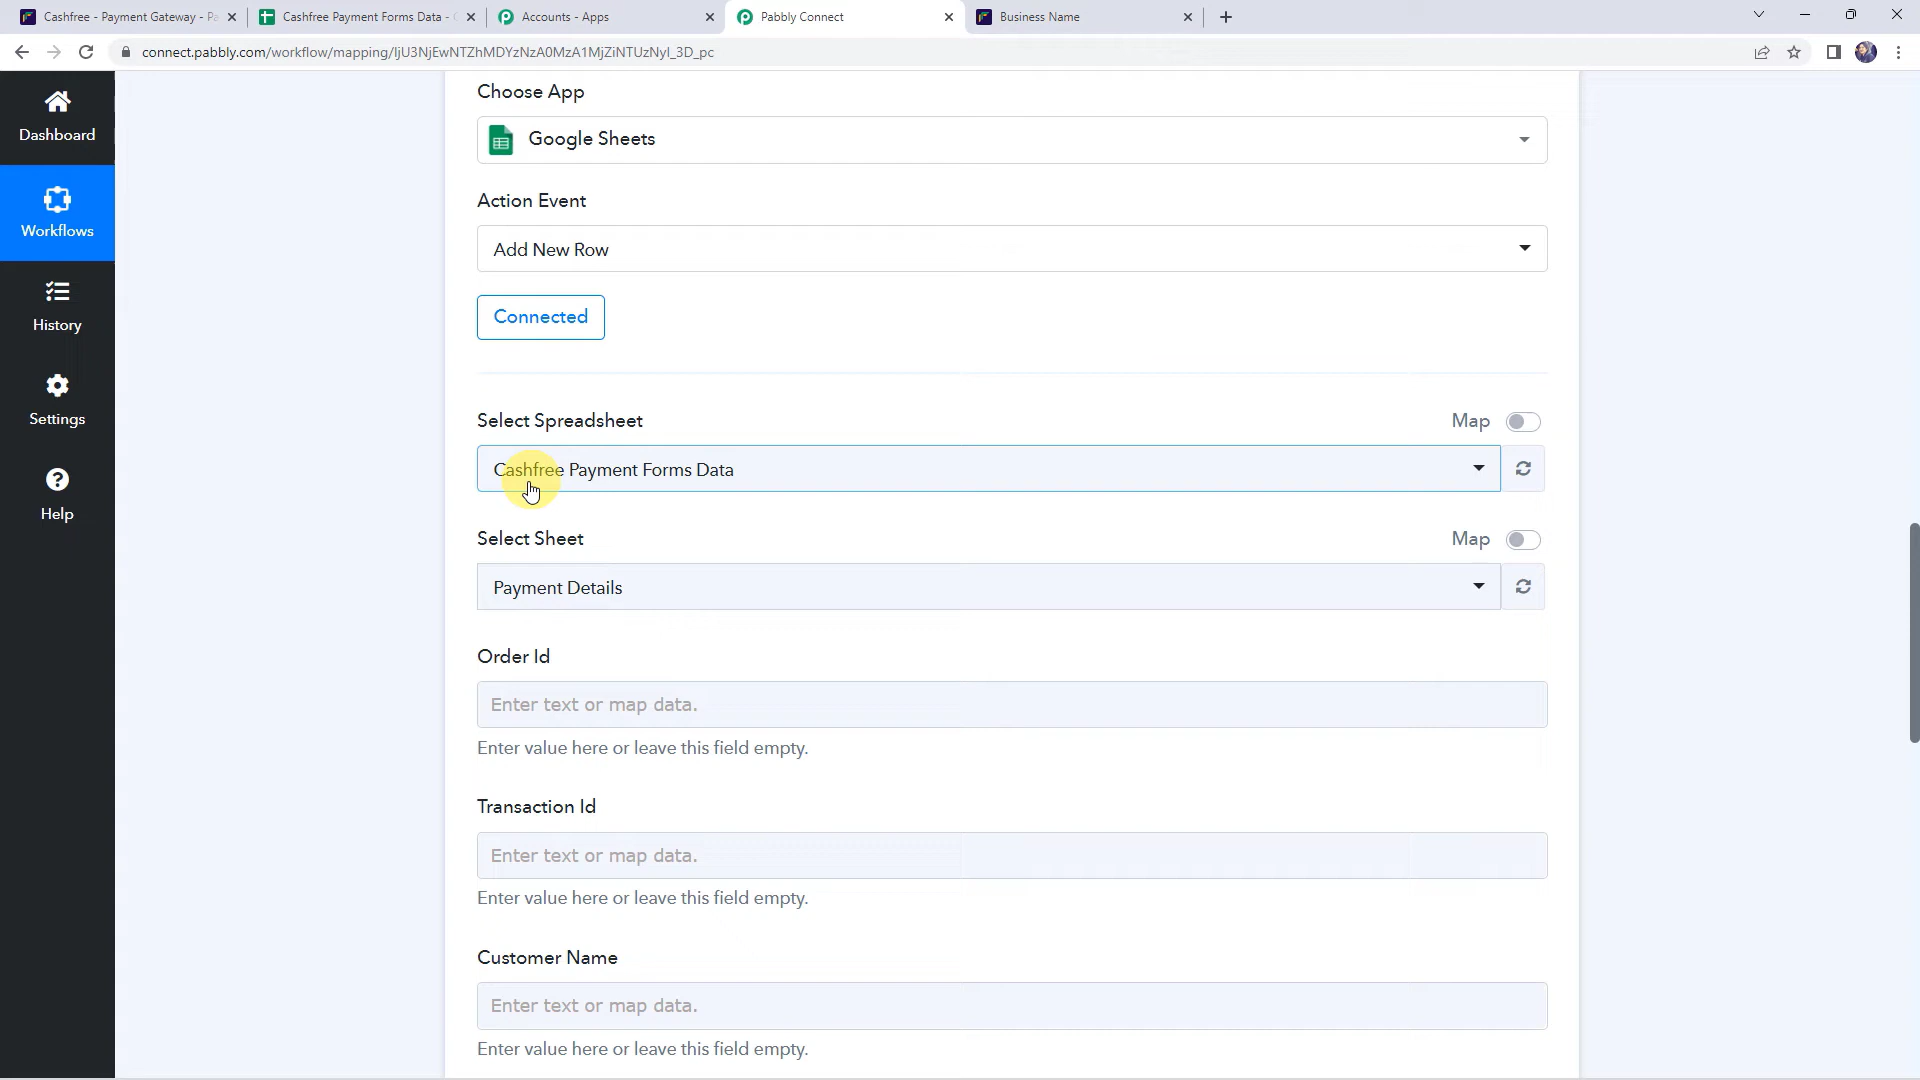 Cashfree - Payment Gateway - Pa
Cashfree Payment Forms Data - G
Accounts - Apps
Pabbly Connect
Business Name
connect.pabbly.com/workflow/mapping/IjU3NjEwNTZhMDYzNzA0MzA1MjZiNTUzNyI_3D_pc
Dashboard
Workflows
History
Settings
Help
Choose App
Google Sheets
Action Event
Add New Row
Connected
Select Spreadsheet
Map
Cashfree Payment Forms Data
Select Sheet
Map
Payment Details
Order Id
Enter text or map data.
Enter value here or leave this field empty.
Transaction Id
Enter text or map data.
Enter value here or leave this field empty.
Customer Name
Enter text or map data.
Enter value here or leave this field empty.